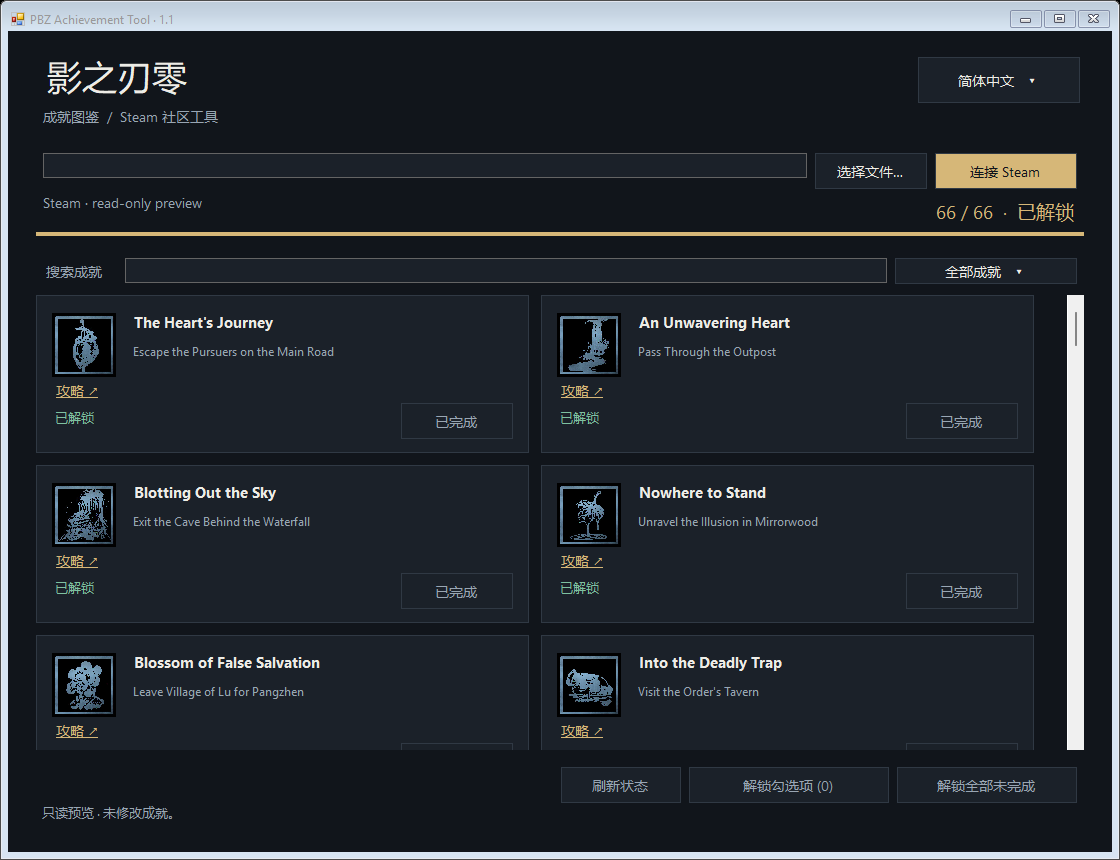 PBZ Achievement Tool · 1.1
影之刃零
简体中文 ▾
成就图鉴 / Steam 社区工具
选择文件...
连接 Steam
Steam · read-only preview
66 / 66 · 已解锁
搜索成就
全部成就 ▾
The Heart's Journey
Escape the Pursuers on the Main Road
攻略 ↗
已解锁
已完成
An Unwavering Heart
Pass Through the Outpost
攻略 ↗
已解锁
已完成
Blotting Out the Sky
Exit the Cave Behind the Waterfall
攻略 ↗
已解锁
已完成
Nowhere to Stand
Unravel the Illusion in Mirrorwood
攻略 ↗
已解锁
已完成
Blossom of False Salvation
Leave Village of Lu for Pangzhen
攻略 ↗
Into the Deadly Trap
Visit the Order's Tavern
攻略 ↗
刷新状态
解锁勾选项 (0)
解锁全部未完成
只读预览 · 未修改成就。